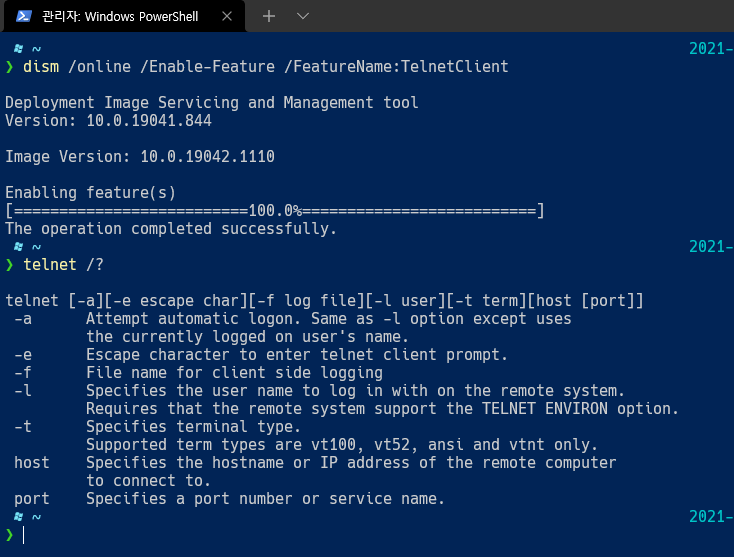 관리자: Windows PowerShell
~ 2021-
❯ dism /online /Enable-Feature /FeatureName:TelnetClient
Deployment Image Servicing and Management tool
Version: 10.0.19041.844
Image Version: 10.0.19042.1110
Enabling feature(s)
[==========================100.0%==========================]
The operation completed successfully.
~ 2021-
❯ telnet /?
telnet [-a][-e escape char][-f log file][-l user][-t term][host [port]]
-a Attempt automatic logon. Same as -l option except uses
the currently logged on user's name.
-e Escape character to enter telnet client prompt.
-f File name for client side logging
-l Specifies the user name to log in with on the remote system.
Requires that the remote system support the TELNET ENVIRON option.
-t Specifies terminal type.
Supported term types are vt100, vt52, ansi and vtnt only.
host Specifies the hostname or IP address of the remote computer
to connect to.
port Specifies a port number or service name.
~ 2021-
❯